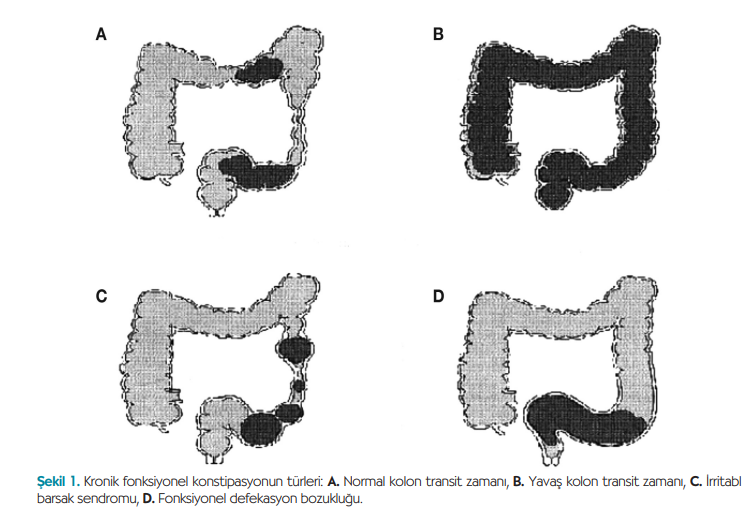 A
B
C
D
Şekil 1. Kronik fonksiyonel konstipasyonun türleri: A. Normal kolon transit zamanı, B. Yavaş kolon transit zamanı, C. İrritabl
barsak sendromu, D. Fonksiyonel defekasyon bozukluğu.